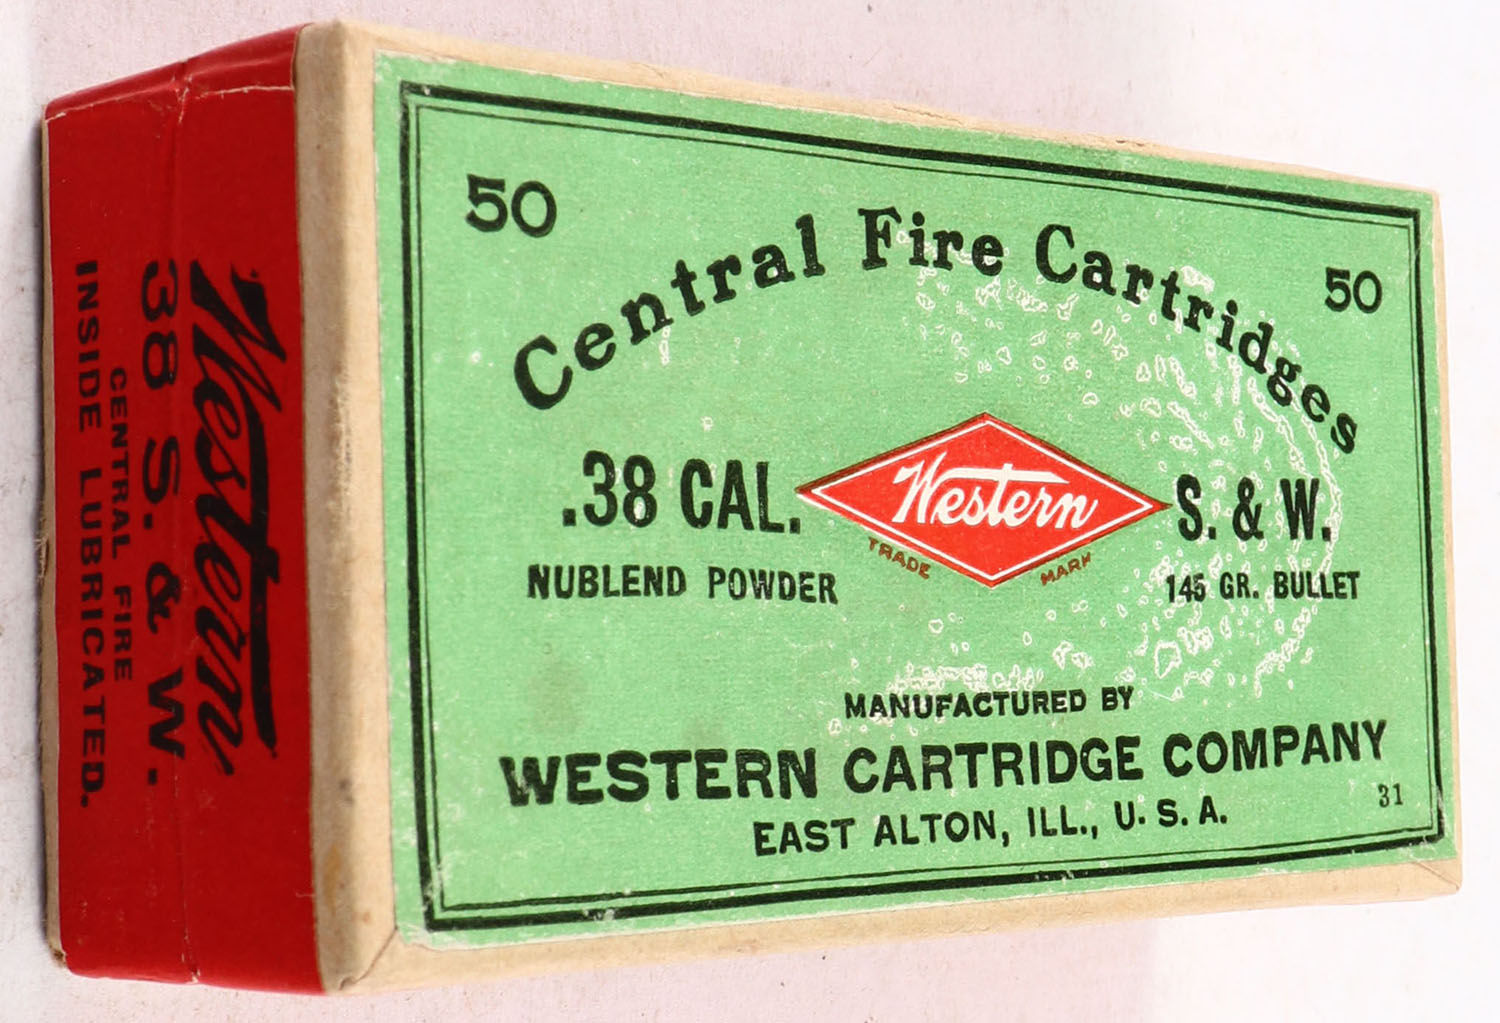 50
50
Central Fire Cartridges
.38 CAL.
Western
S. & W.
TRADE MARK
NUBLEND POWDER
145 GR. BULLET
MANUFACTURED BY
WESTERN CARTRIDGE COMPANY
EAST ALTON, ILL., U. S. A.
31
Western
38 S. & W.
CENTRAL FIRE
INSIDE LUBRICATED.